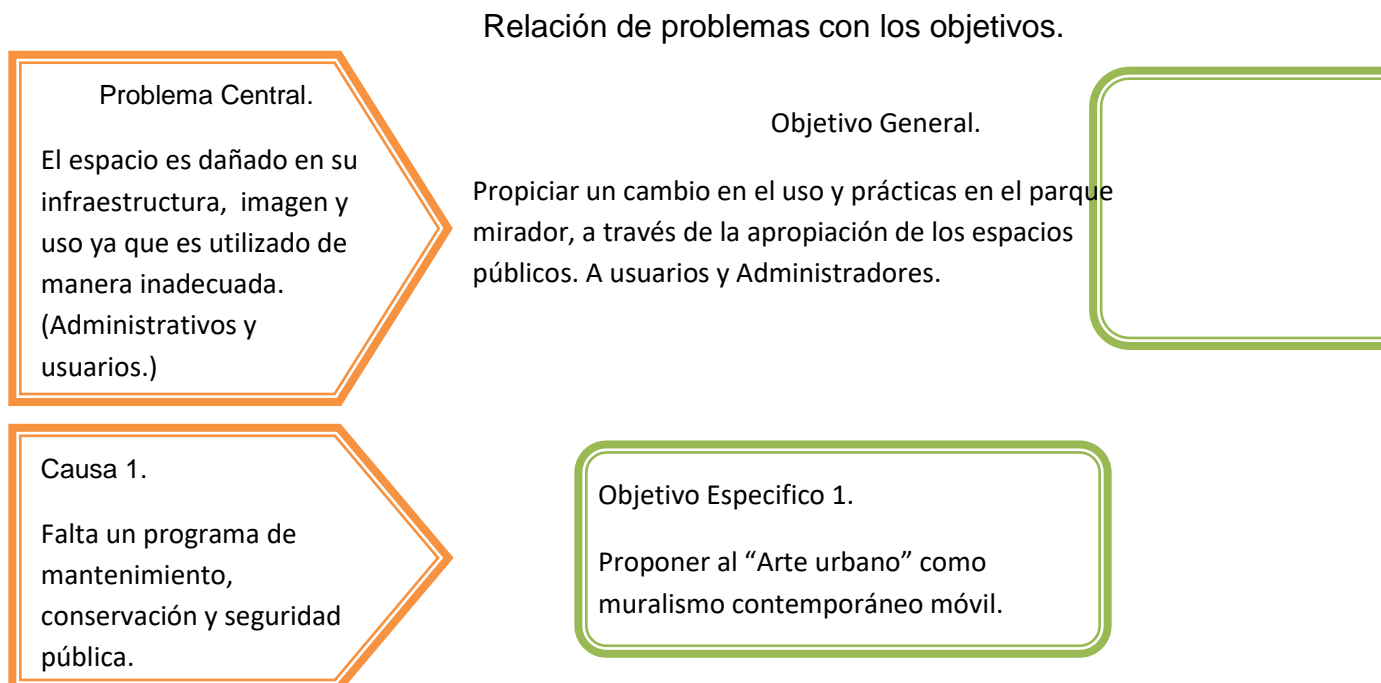 Relación de problemas con los objetivos.
Problema Central.
El espacio es dañado en su
infraestructura,  imagen y
uso ya que es utilizado de
manera inadecuada.
(Administrativos y
usuarios.)
Objetivo General.
Propiciar un cambio en el uso y prácticas en el parque
mirador, a través de la apropiación de los espacios
públicos. A usuarios y Administradores.
Causa 1.
Falta un programa de
mantenimiento,
conservación y seguridad
pública.
Objetivo Especifico 1.
Proponer al “Arte urbano” como
muralismo contemporáneo móvil.